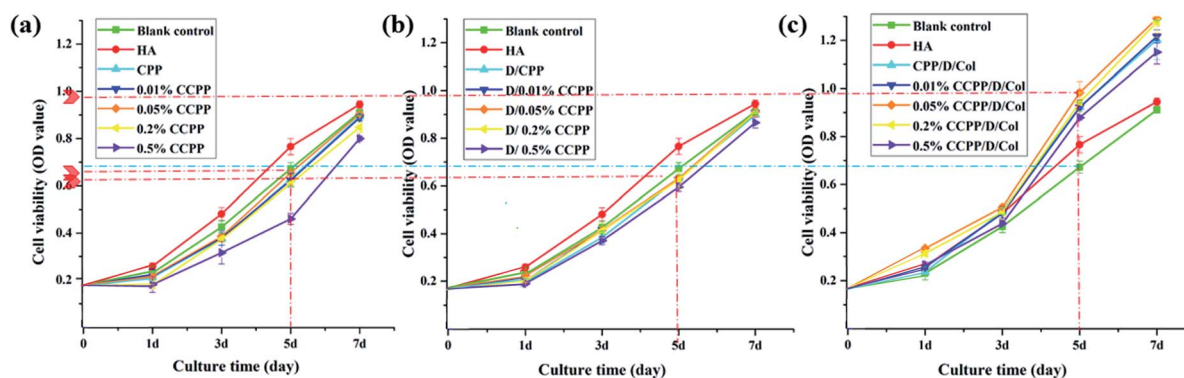 (a)
Cell viability (OD value)
1.2
1.0
0.8
0.6
0.4
0.2
Blank control
HA
CPP
0.01% CCPP
0.05% CCPP
0.2% CCPP
0.5% CCPP
0 1d 3d 5d 7d
Culture time (day)
(b)
Cell viability (OD value)
1.2
1.0
0.8
0.6
0.4
0.2
Blank control
HA
D/CPP
D/0.01% CCPP
D/0.05% CCPP
D/ 0.2% CCPP
D/ 0.5% CCPP
0 1d 3d 5d 7d
Culture time (day)
(c)
Cell viability (OD value)
1.2
1.0
0.8
0.6
0.4
0.2
Blank control
HA
CPP/D/Col
0.01% CCPP/D/Col
0.05% CCPP/D/Col
0.2% CCPP/D/Col
0.5% CCPP/D/Col
0 1d 3d 5d 7d
Culture time (day)